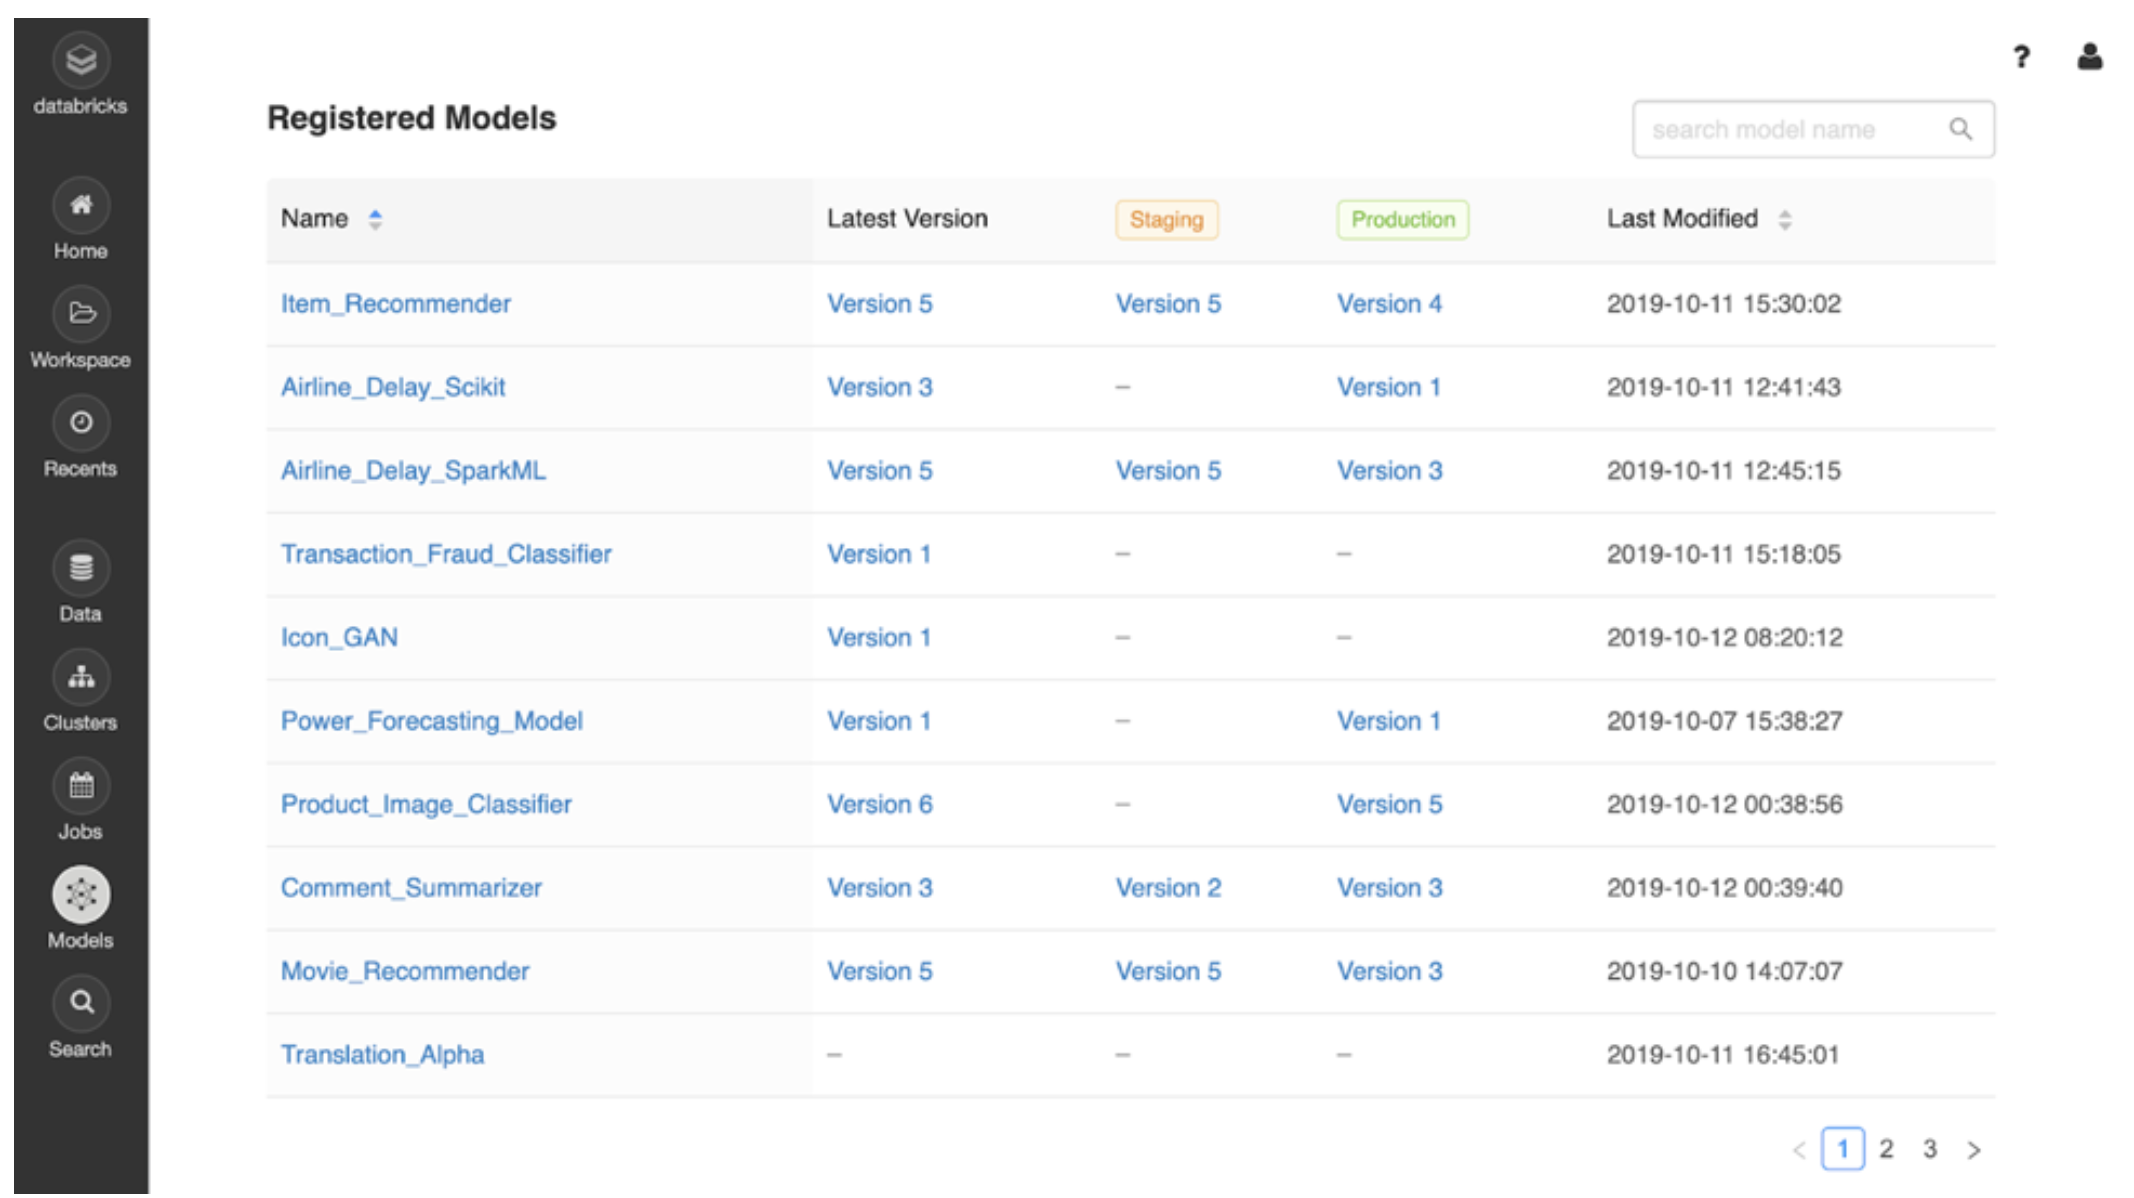 databricks
Home
Workspace
Recents
Data
Clusters
Jobs
Models
Search
?
Registered Models
search model name
Name Latest Version Staging Production Last Modified
Item_Recommender Version 5 Version 5 Version 4 2019-10-11 15:30:02
Airline_Delay_Scikit Version 3 – Version 1 2019-10-11 12:41:43
Airline_Delay_SparkML Version 5 Version 5 Version 3 2019-10-11 12:45:15
Transaction_Fraud_Classifier Version 1 – – 2019-10-11 15:18:05
Icon_GAN Version 1 – – 2019-10-12 08:20:12
Power_Forecasting_Model Version 1 – Version 1 2019-10-07 15:38:27
Product_Image_Classifier Version 6 – Version 5 2019-10-12 00:38:56
Comment_Summarizer Version 3 Version 2 Version 3 2019-10-12 00:39:40
Movie_Recommender Version 5 Version 5 Version 3 2019-10-10 14:07:07
Translation_Alpha – – – 2019-10-11 16:45:01
< 1 2 3 >